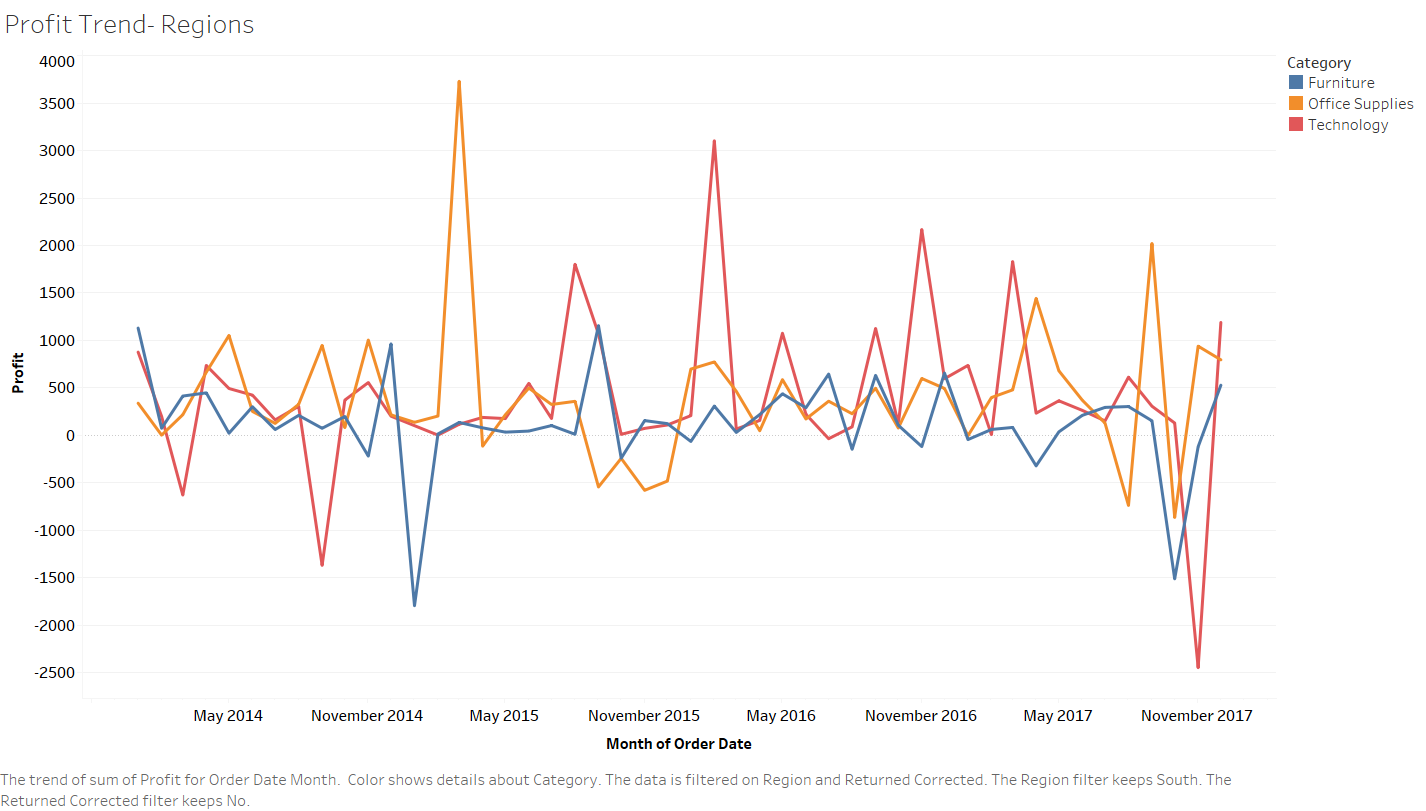 Profit Trend- Regions
4000
3500
3000
2500
2000
1500
1000
500
0
-500
-1000
-1500
-2000
-2500
Profit
May 2014
November 2014
May 2015
November 2015
May 2016
November 2016
May 2017
November 2017
Month of Order Date
Category
Furniture
Office Supplies
Technology
The trend of sum of Profit for Order Date Month.  Color shows details about Category. The data is filtered on Region and Returned Corrected. The Region filter keeps South. The
Returned Corrected filter keeps No.